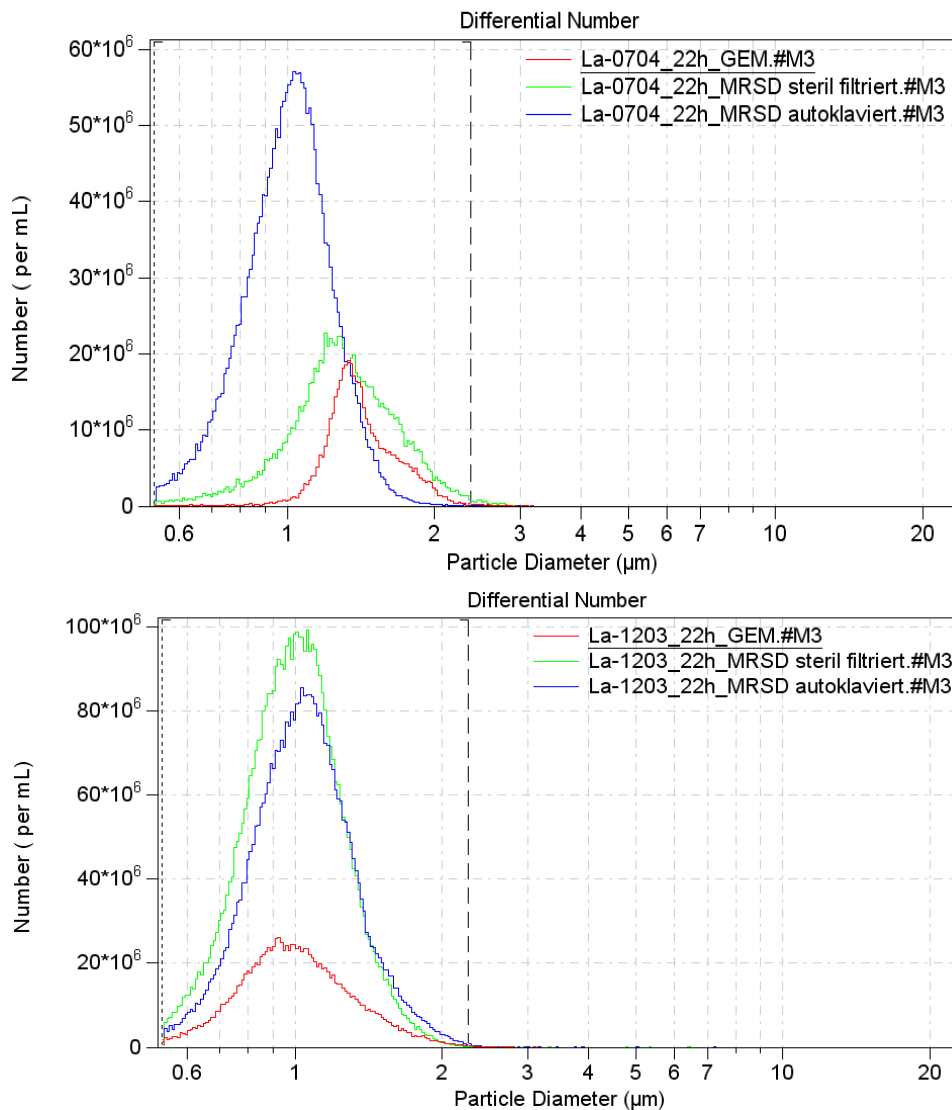 Differential Number
60*10⁶
50*10⁶
40*10⁶
30*10⁶
20*10⁶
10*10⁶
0
Number ( per mL)
La-0704_22h_GEM.#M3
La-0704_22h_MRSD steril filtriert.#M3
La-0704_22h_MRSD autoklaviert.#M3
0.6 1 2 3 4 5 6 7 10 20
Particle Diameter (µm)
Differential Number
100*10⁶
80*10⁶
60*10⁶
40*10⁶
20*10⁶
0
Number ( per mL)
La-1203_22h_GEM.#M3
La-1203_22h_MRSD steril filtriert.#M3
La-1203_22h_MRSD autoklaviert.#M3
0.6 1 2 3 4 5 6 7 10 20
Particle Diameter (µm)